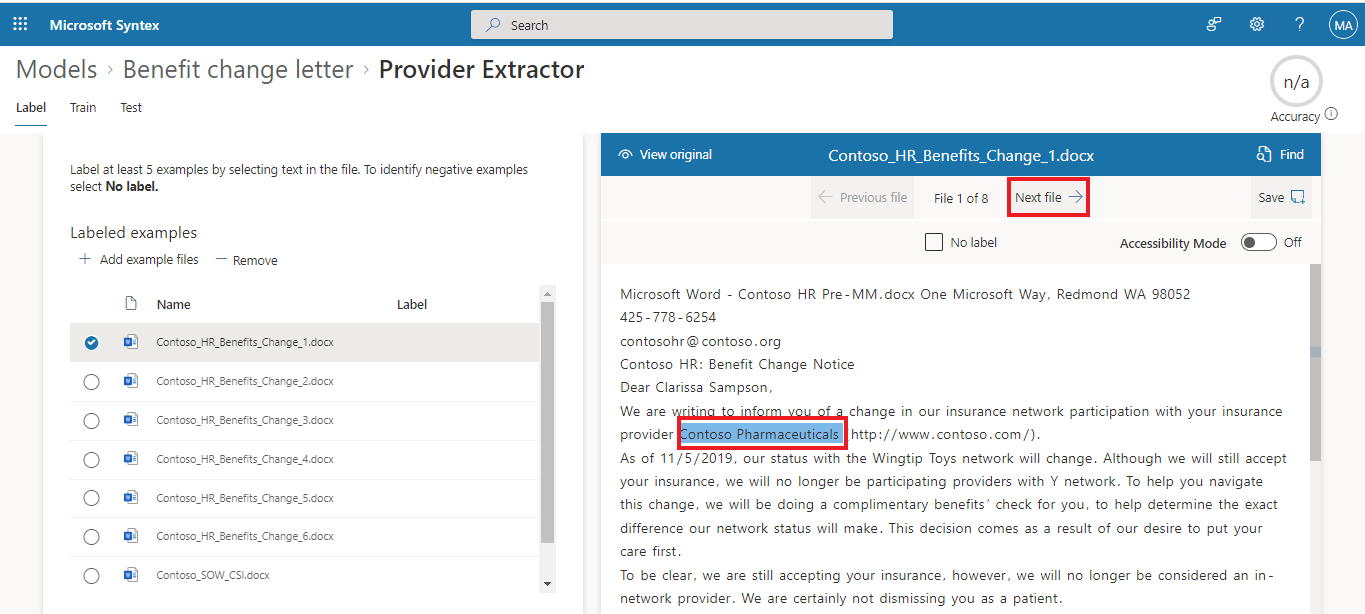 Microsoft Syntex
Search
MA
Models > Benefit change letter > Provider Extractor
n/a
Accuracy
Label Train Test
Label at least 5 examples by selecting text in the file. To identify negative examples
select No label.
Labeled examples
+ Add example files — Remove
Name Label
Contoso_HR_Benefits_Change_1.docx
Contoso_HR_Benefits_Change_2.docx
Contoso_HR_Benefits_Change_3.docx
Contoso_HR_Benefits_Change_4.docx
Contoso_HR_Benefits_Change_5.docx
Contoso_HR_Benefits_Change_6.docx
Contoso_SOW_CSI.docx
View original Contoso_HR_Benefits_Change_1.docx Find
← Previous file File 1 of 8 Next file → Save
No label Accessibility Mode Off
Microsoft Word - Contoso HR Pre-MM.docx One Microsoft Way, Redmond WA 98052
425-778-6254
contosohr@contoso.org
Contoso HR: Benefit Change Notice
Dear Clarissa Sampson,
We are writing to inform you of a change in our insurance network participation with your insurance
provider Contoso Pharmaceuticals http://www.contoso.com/).
As of 11/5/2019, our status with the Wingtip Toys network will change. Although we will still accept
your insurance, we will no longer be participating providers with Y network. To help you navigate
this change, we will be doing a complimentary benefits’ check for you, to help determine the exact
difference our network status will make. This decision comes as a result of our desire to put your
care first.
To be clear, we are still accepting your insurance, however, we will no longer be considered an in-
network provider. We are certainly not dismissing you as a patient.